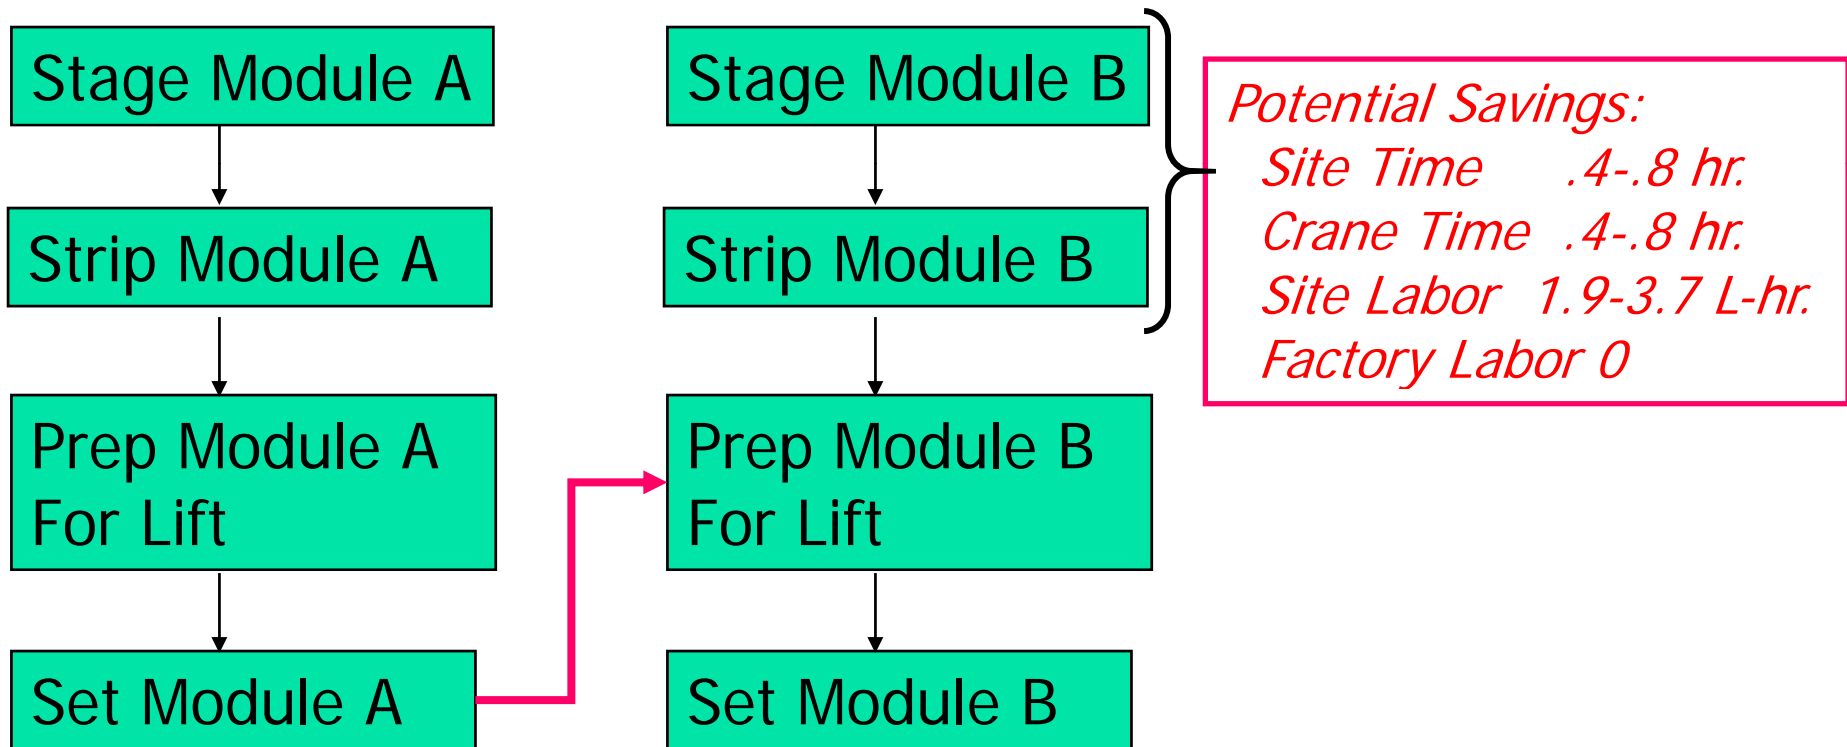 Stage Module A
Strip Module A
Prep Module A
For Lift
Set Module A
Stage Module B
Strip Module B
Prep Module B
For Lift
Set Module B
Potential Savings:
Site Time .4-.8 hr.
Crane Time .4-.8 hr.
Site Labor 1.9-3.7 L-hr.
Factory Labor 0